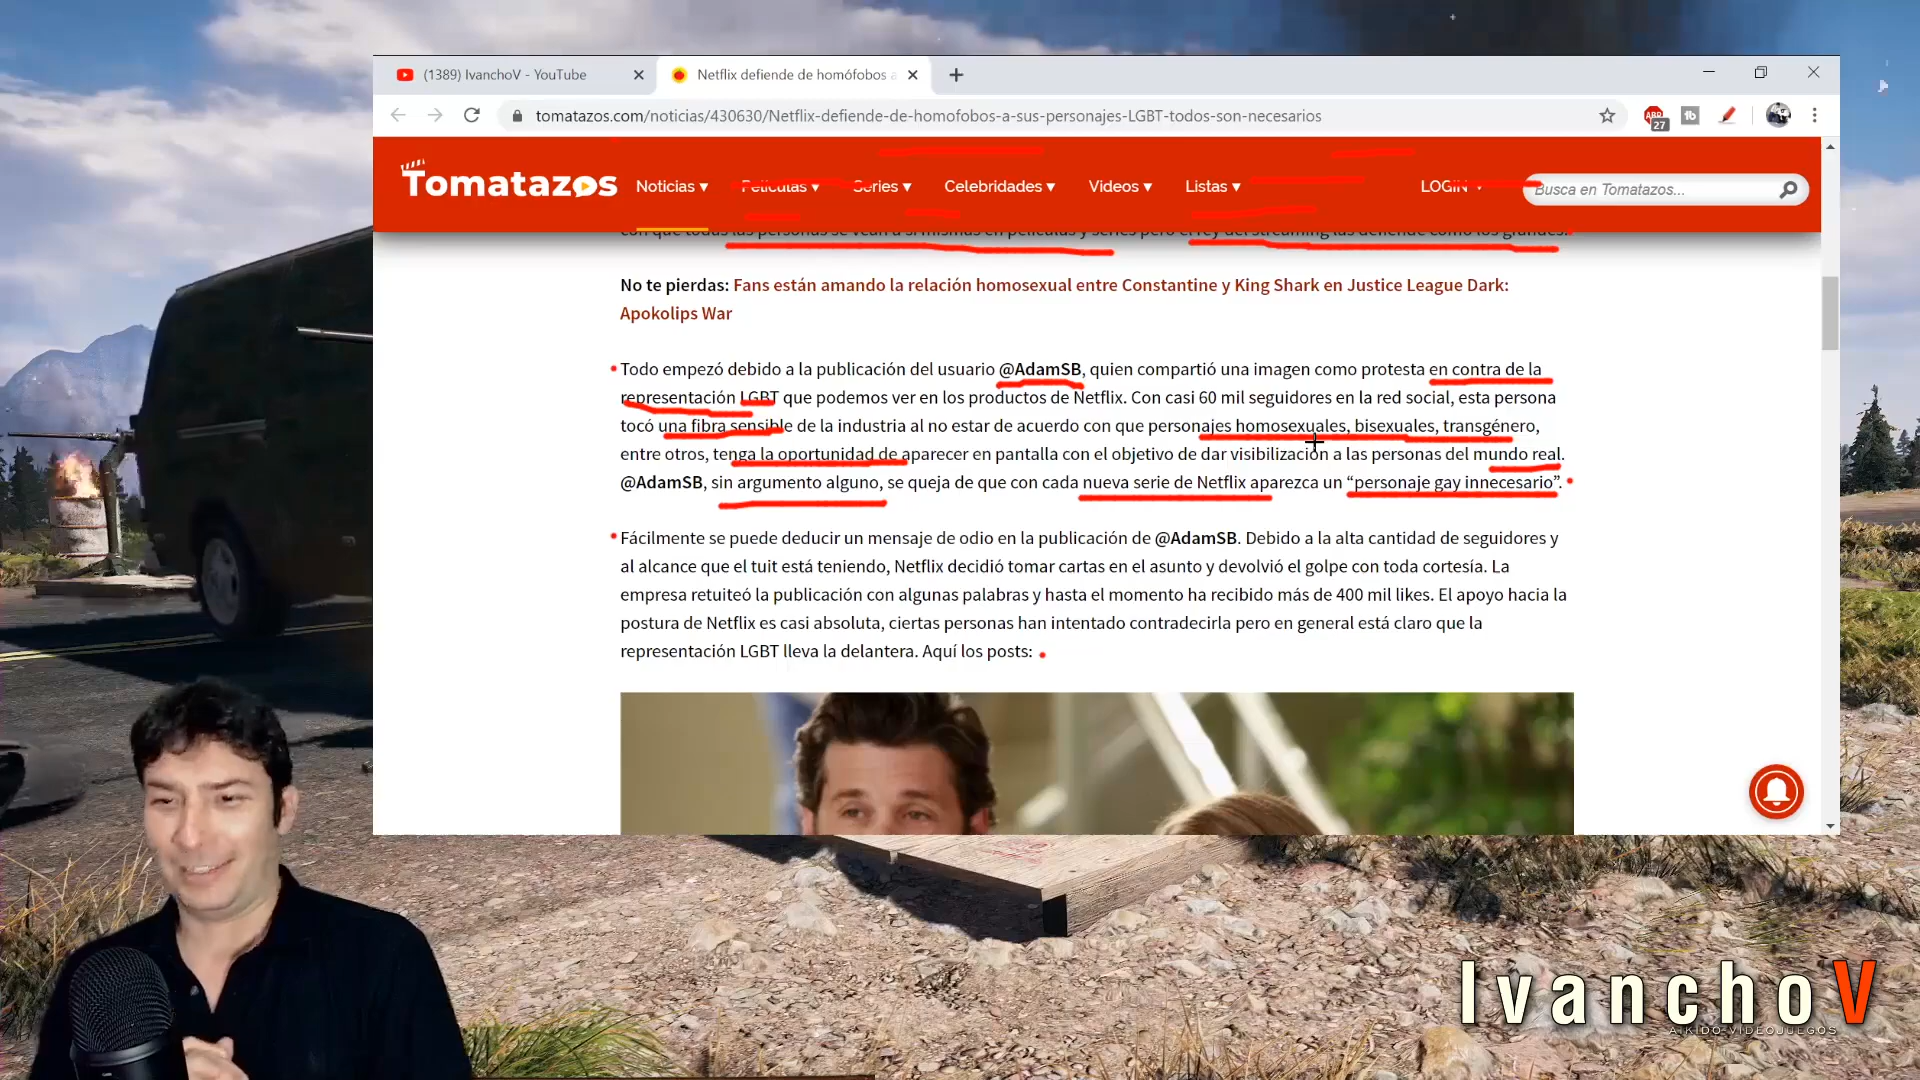 (1389) IvanchoV - YouTube
Netflix defiende de homófobos a
tomatazos.com/noticias/430630/Netflix-defiende-de-homofobos-a-sus-personajes-LGBT-todos-son-necesarios
ABP
27
tb
Tomatazos
Noticias ▾ Películas ▾ Series ▾ Celebridades ▾ Videos ▾ Listas ▾ LOGIN ▾ Busca en Tomatazos...
con que todas las personas se vean a sí mismas en películas y series pero el rey del streaming las defiende como los grandes.
No te pierdas: Fans están amando la relación homosexual entre Constantine y King Shark en Justice League Dark:
Apokolips War
Todo empezó debido a la publicación del usuario @AdamSB, quien compartió una imagen como protesta en contra de la
representación LGBT que podemos ver en los productos de Netflix. Con casi 60 mil seguidores en la red social, esta persona
tocó una fibra sensible de la industria al no estar de acuerdo con que personajes homosexuales, bisexuales, transgénero,
entre otros, tenga la oportunidad de aparecer en pantalla con el objetivo de dar visibilización a las personas del mundo real.
@AdamSB, sin argumento alguno, se queja de que con cada nueva serie de Netflix aparezca un “personaje gay innecesario”.
Fácilmente se puede deducir un mensaje de odio en la publicación de @AdamSB. Debido a la alta cantidad de seguidores y
al alcance que el tuit está teniendo, Netflix decidió tomar cartas en el asunto y devolvió el golpe con toda cortesía. La
empresa retuiteó la publicación con algunas palabras y hasta el momento ha recibido más de 400 mil likes. El apoyo hacia la
postura de Netflix es casi absoluta, ciertas personas han intentado contradecirla pero en general está claro que la
representación LGBT lleva la delantera. Aquí los posts:
IvanchoV
AIKIDO-VIDEOJUEGOS